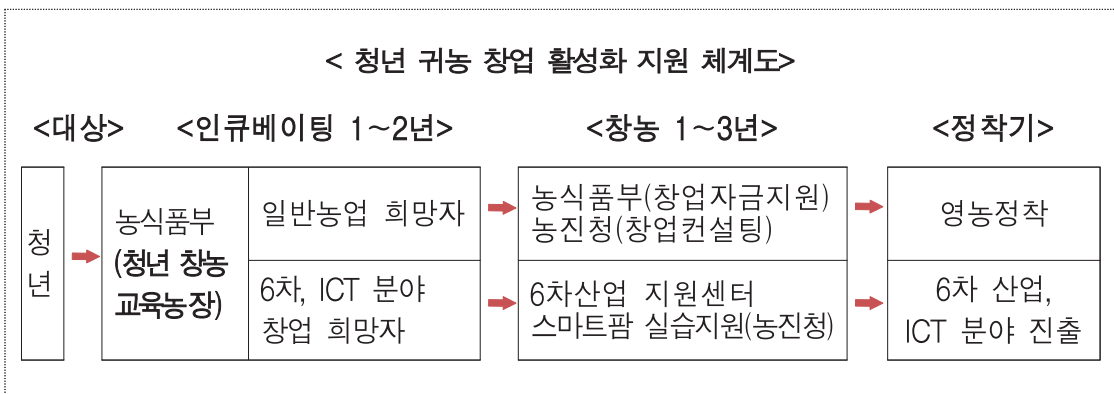 < 청년 귀농 창업 활성화 지원 체계도>
<대상> <인큐베이팅 1~2년> <창농 1~3년> <정착기>
청년
농식품부
(청년 창농
교육농장)
일반농업 희망자
농식품부(창업자금지원)
농진청(창업컨설팅)
영농정착
6차, ICT 분야
창업 희망자
6차산업 지원센터
스마트팜 실습지원(농진청)
6차 산업,
ICT 분야 진출